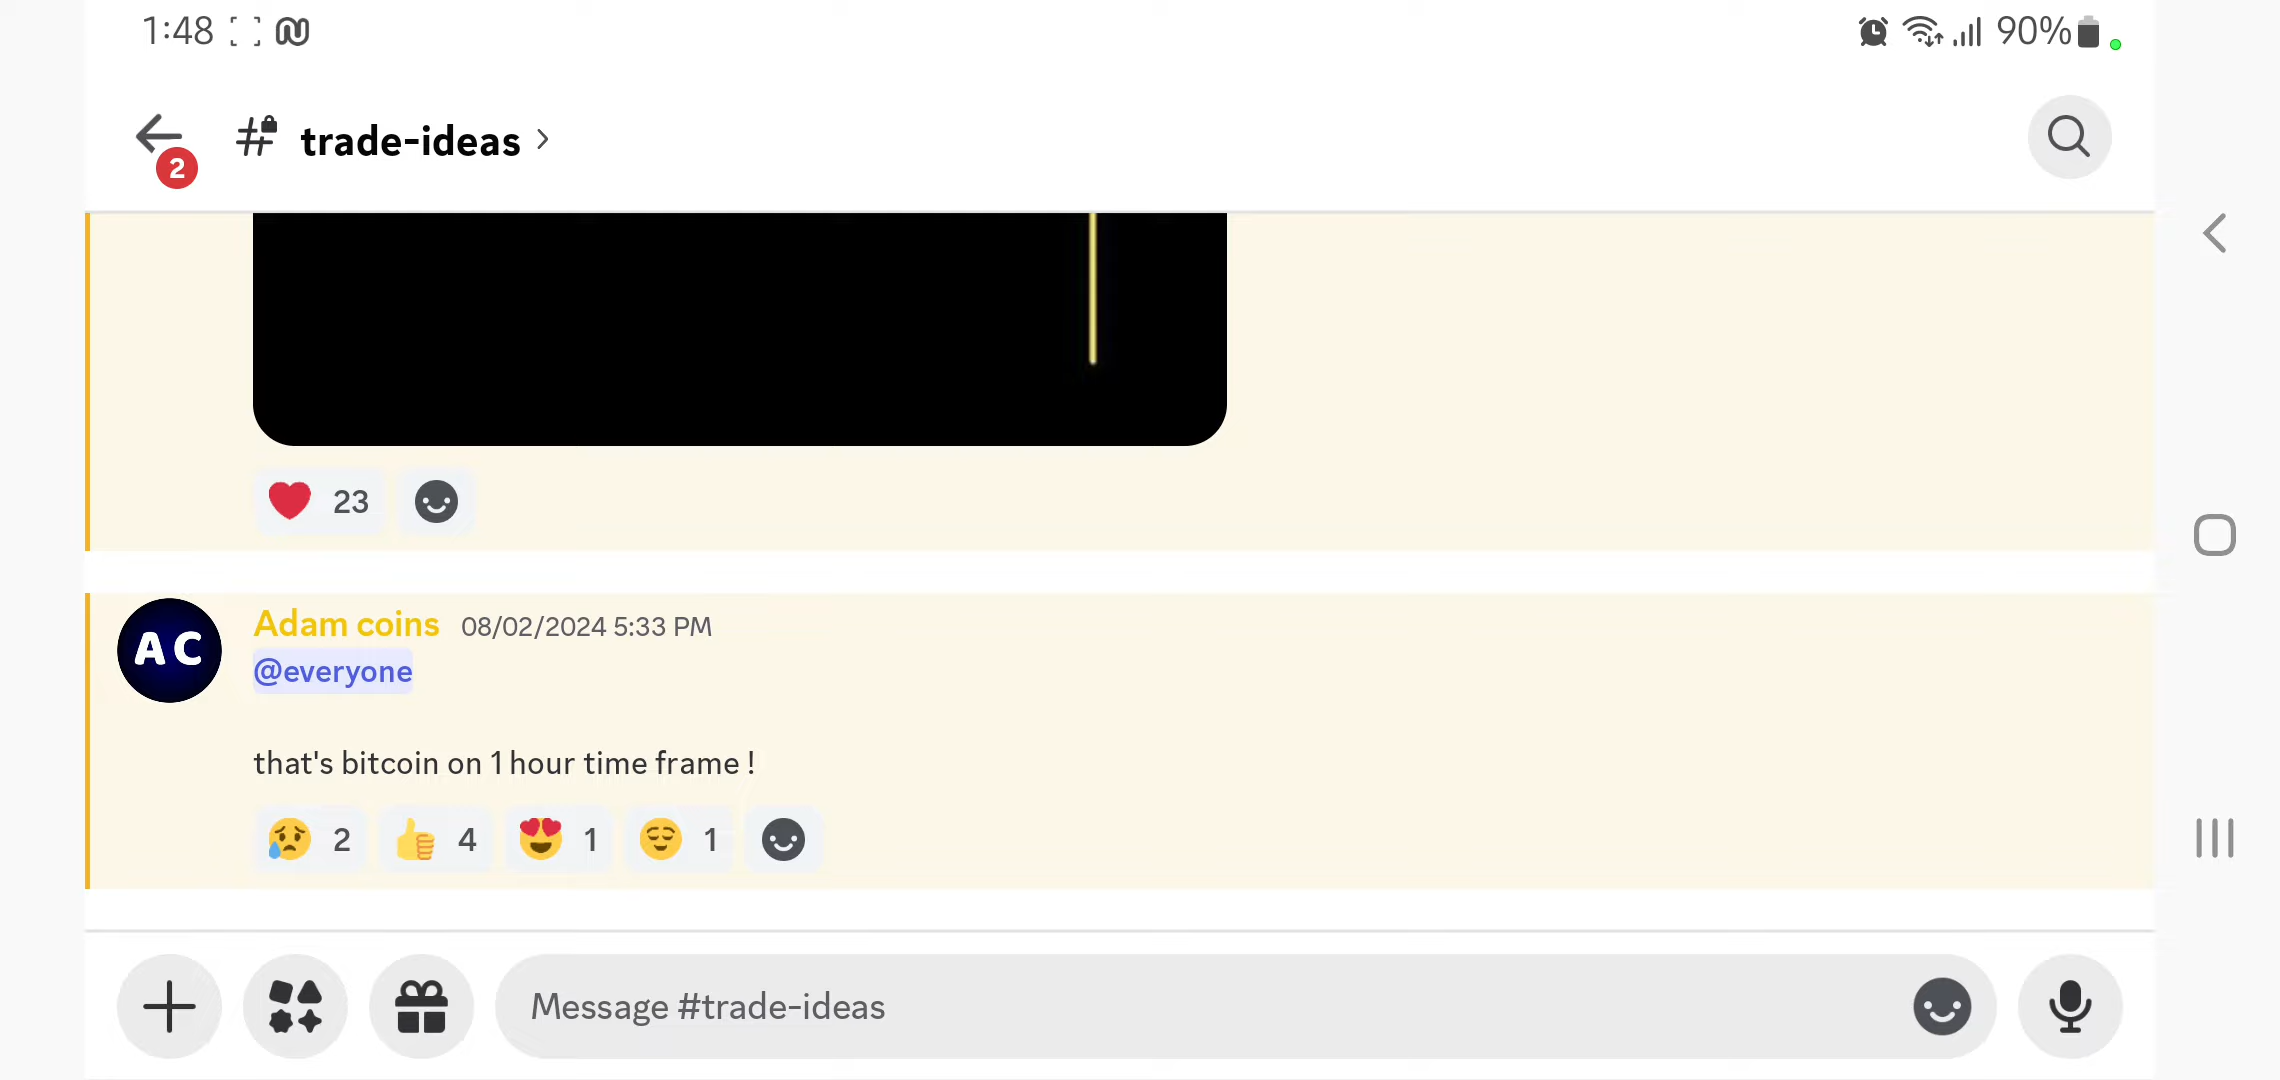 1:48
90%
2
trade-ideas
23
AC
Adam coins 08/02/2024 5:33 PM
@everyone
that's bitcoin on 1 hour time frame !
2 4 1 1
Message #trade-ideas